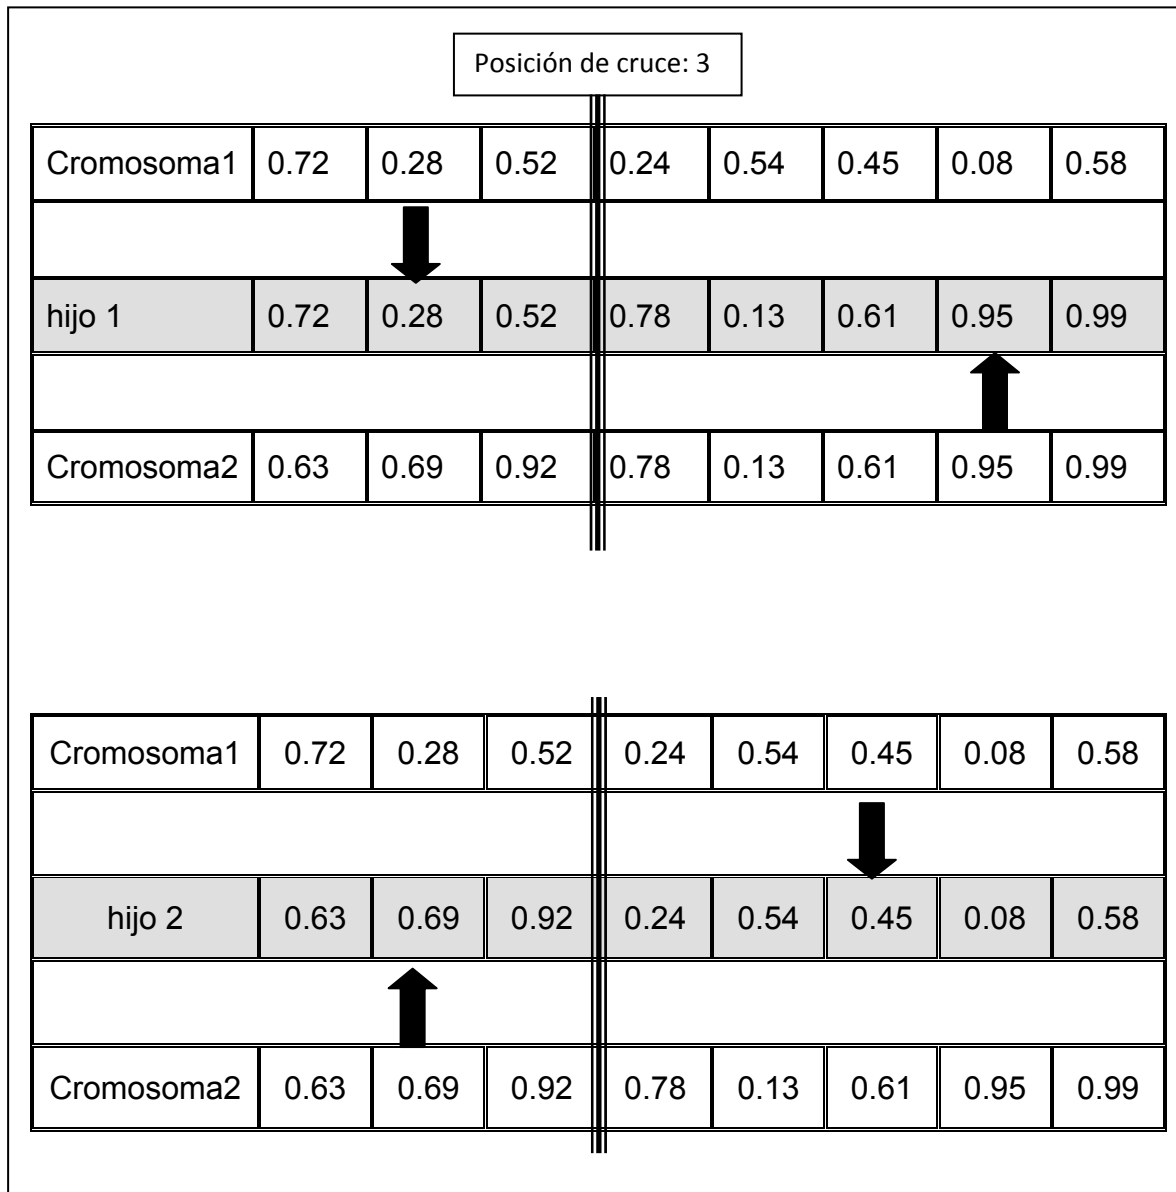 Posición de cruce: 3
Cromosoma1 0.72 0.28 0.52 0.24 0.54 0.45 0.08 0.58
hijo 1 0.72 0.28 0.52 0.78 0.13 0.61 0.95 0.99
Cromosoma2 0.63 0.69 0.92 0.78 0.13 0.61 0.95 0.99
Cromosoma1 0.72 0.28 0.52 0.24 0.54 0.45 0.08 0.58
hijo 2 0.63 0.69 0.92 0.24 0.54 0.45 0.08 0.58
Cromosoma2 0.63 0.69 0.92 0.78 0.13 0.61 0.95 0.99